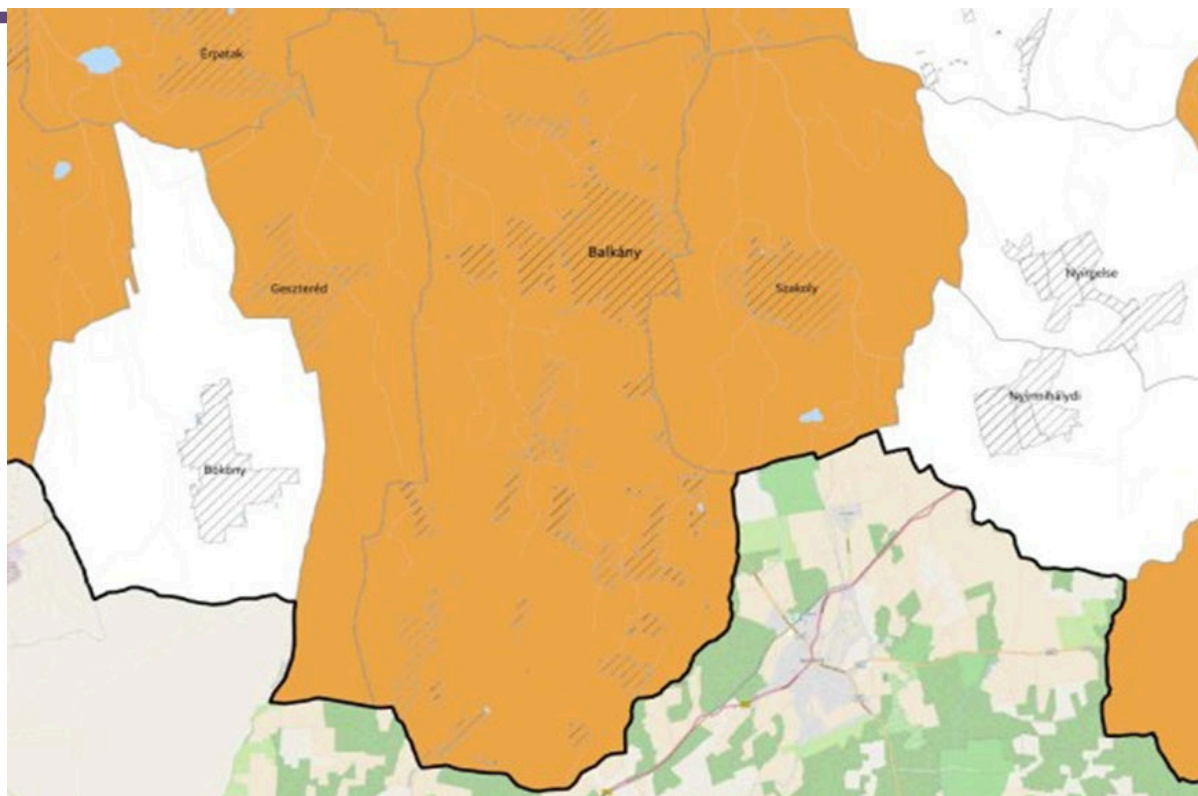 Érpatak
Balkány
Nyírgelse
Geszteréd
Szakoly
Nyírmihálydi
Bököny